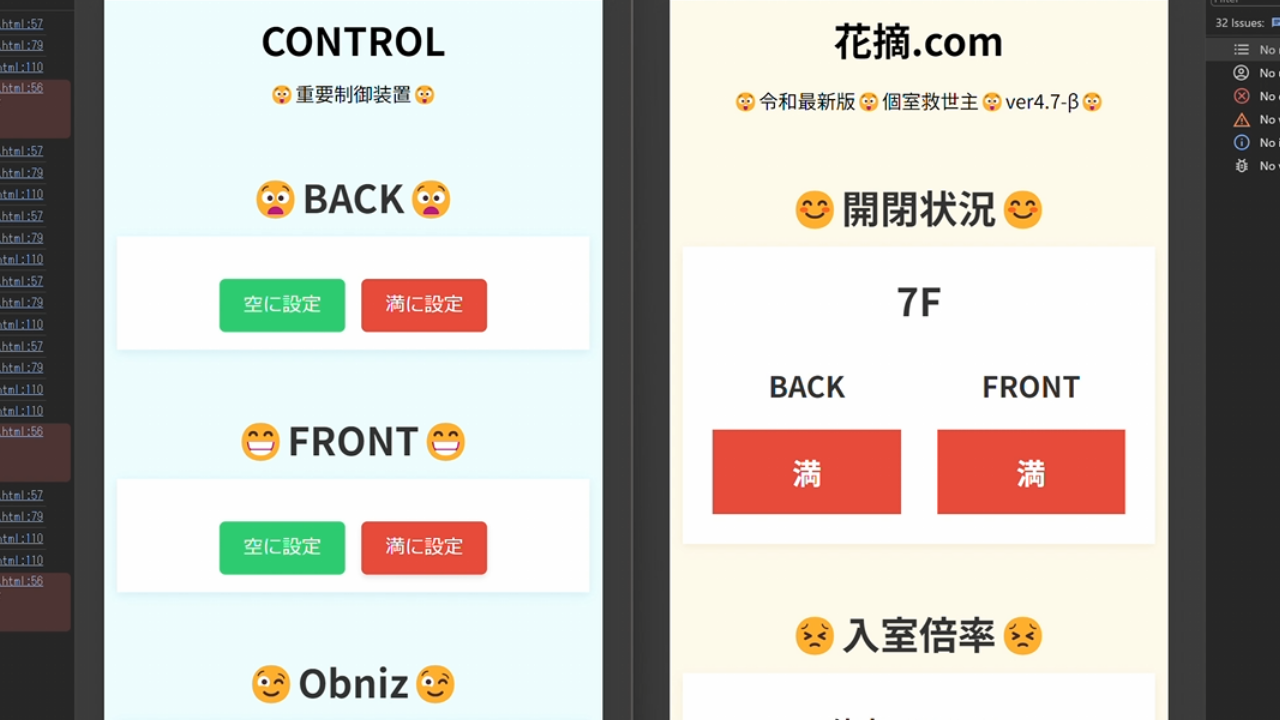 .html:57
.html:79
html:110
.html:56
.html:57
.html:79
html:110
.html:57
.html:79
html:110
.html:57
.html:79
html:110
.html:57
.html:79
html:110
html:110
.html:56
.html:57
.html:79
html:110
html:110
.html:56
CONTROL
重要制御装置
BACK
空に設定 満に設定
FRONT
空に設定 満に設定
Obniz
花摘.com
令和最新版 個室救世主 ver4.7-β
開閉状況
7F
BACK FRONT
満 満
入室倍率
32 Issues:
No
No
No
No
No
No